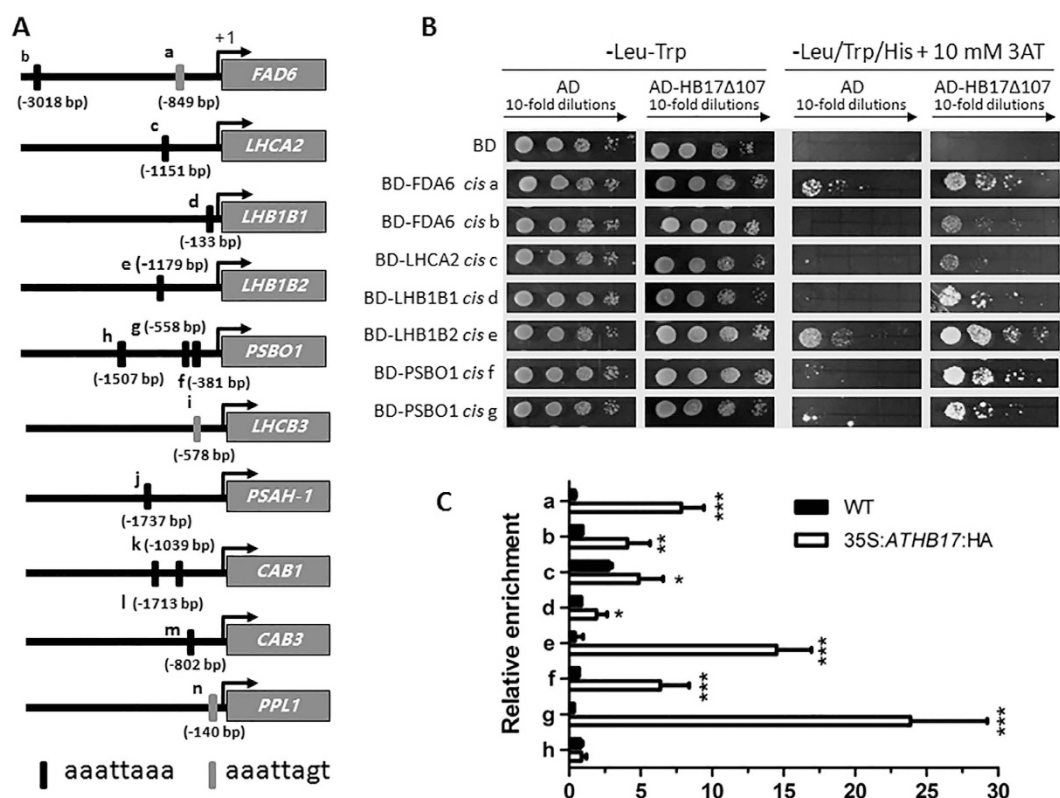 A
+1
b
a
FAD6
(-3018 bp)
(-849 bp)
c
LHCA2
(-1151 bp)
d
LHB1B1
(-133 bp)
e (-1179 bp)
LHB1B2
g (-558 bp)
h
PSBO1
(-1507 bp)
f (-381 bp)
i
LHCB3
(-578 bp)
j
PSAH-1
(-1737 bp)
k (-1039 bp)
CAB1
l (-1713 bp)
m
CAB3
(-802 bp)
n
PPL1
(-140 bp)
aaattaaa
aaattagt
B
-Leu-Trp
-Leu/Trp/His + 10 mM 3AT
AD
AD-HB17Δ107
AD
AD-HB17Δ107
10-fold dilutions
10-fold dilutions
10-fold dilutions
10-fold dilutions
BD
BD-FDA6 cis a
BD-FDA6 cis b
BD-LHCA2 cis c
BD-LHB1B1 cis d
BD-LHB1B2 cis e
BD-PSBO1 cis f
BD-PSBO1 cis g
C
Relative enrichment
a
***
b
**
c
*
d
*
e
***
f
***
g
***
h
WT
35S:ATHB17:HA
0 5 10 15 20 25 30